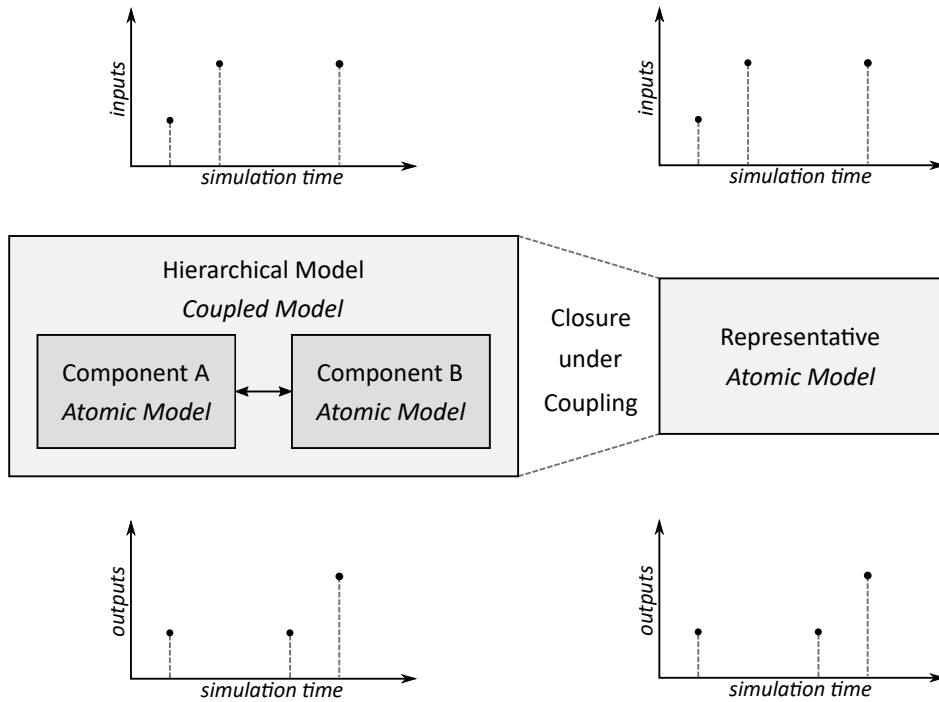 inputs
simulation time
inputs
simulation time
Hierarchical Model
Coupled Model
Component A
Atomic Model
Component B
Atomic Model
Closure
under
Coupling
Representative
Atomic Model
outputs
simulation time
outputs
simulation time